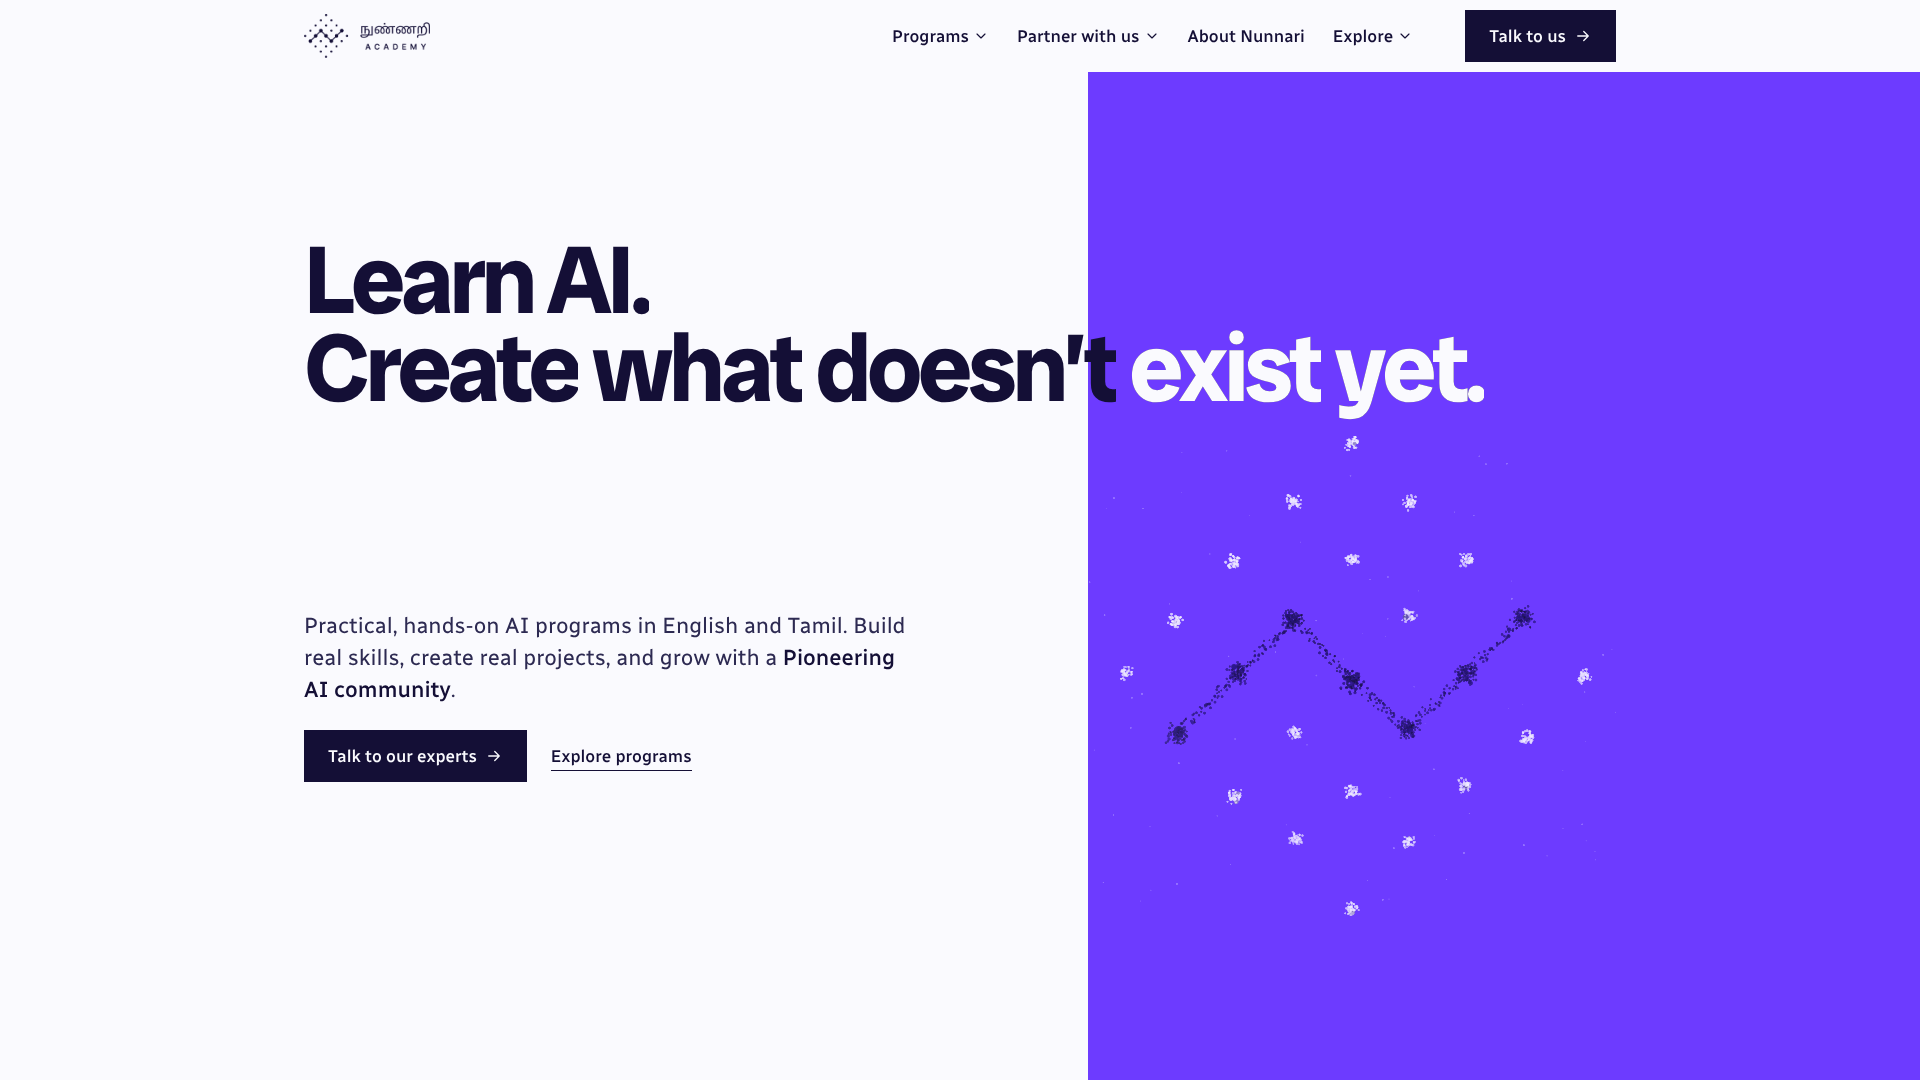 நுண்ணறி
ACADEMY
Programs
Partner with us
About Nunnari
Explore
Talk to us
Learn AI.
Create what doesn't exist yet.
Practical, hands-on AI programs in English and Tamil. Build
real skills, create real projects, and grow with a Pioneering
AI community.
Talk to our experts
Explore programs